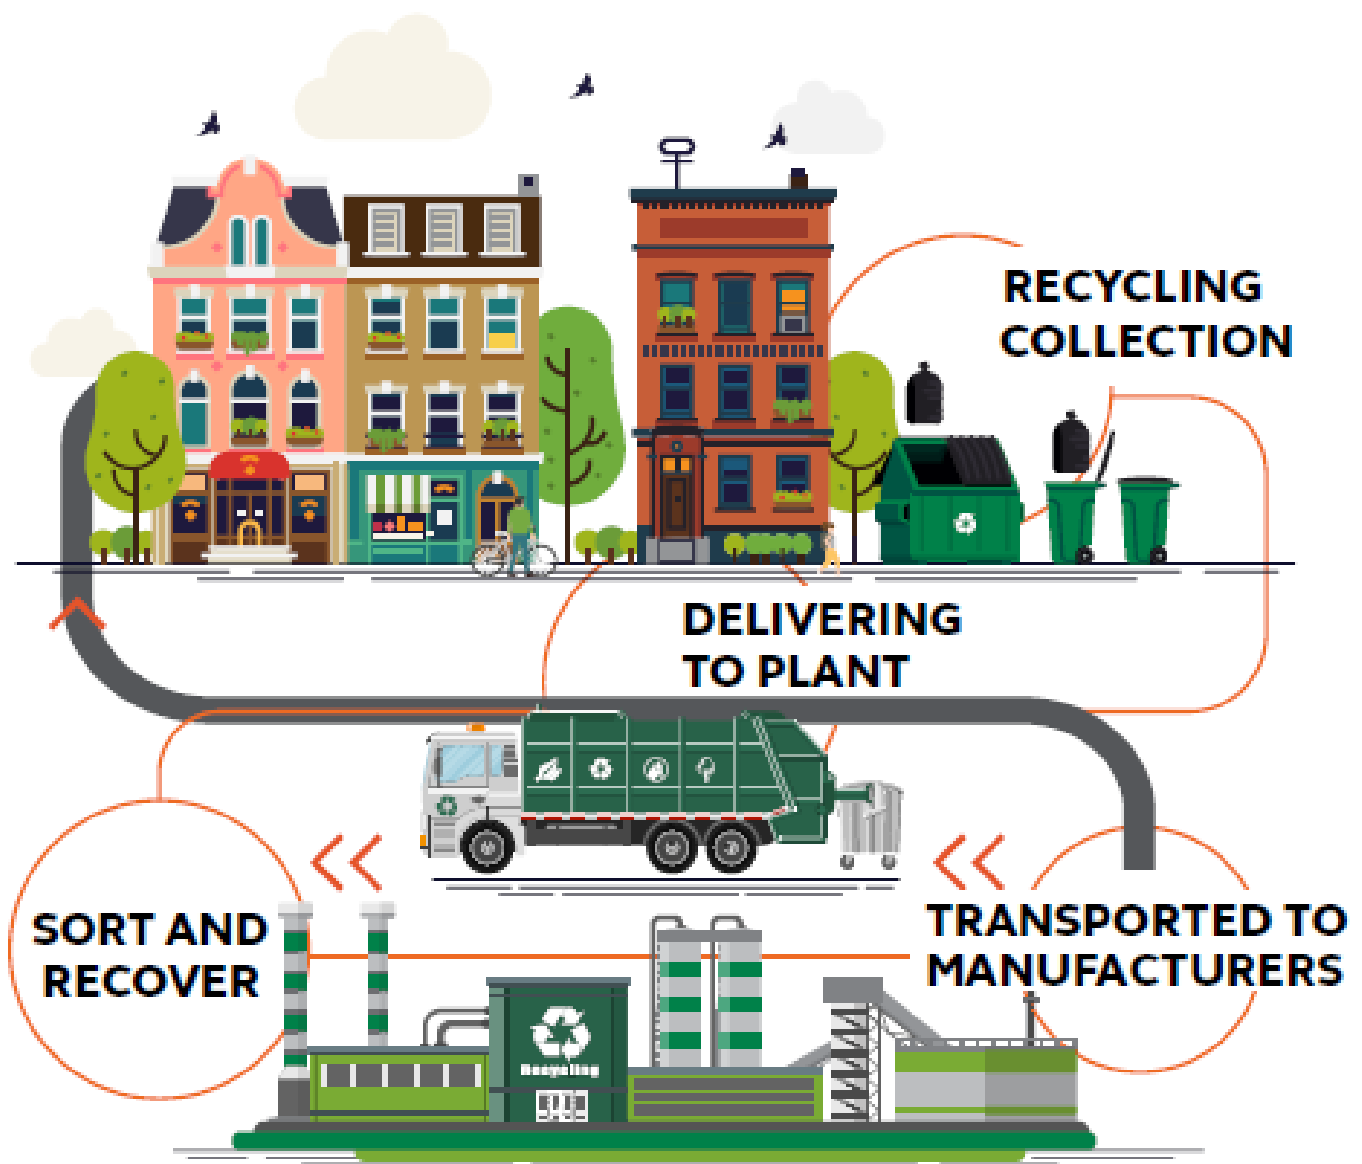 RECYCLING
COLLECTION
DELIVERING
TO PLANT
SORT AND
RECOVER
TRANSPORTED TO
MANUFACTURERS
Recycling